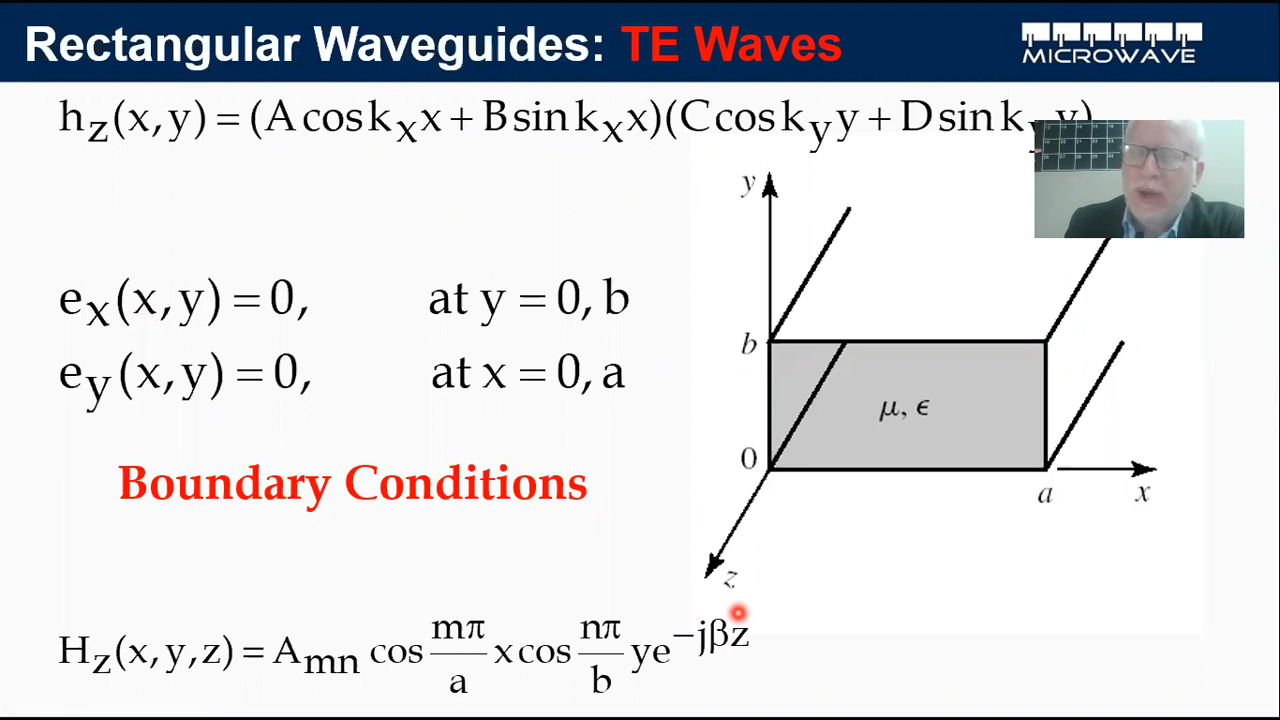 Rectangular Waveguides: TE Waves
MICROWAVE
h_z(x,y) = (A cos k_x x + B sin k_x x)(C cos k_y y + D sin k_y y)
y
e_x(x,y) = 0, at y = 0, b
b
e_y(x,y) = 0, at x = 0, a
μ, ϵ
0
Boundary Conditions
a
x
z
H_z(x,y,z) = A_mn cos mπ/a x cos nπ/b y e^−jβz